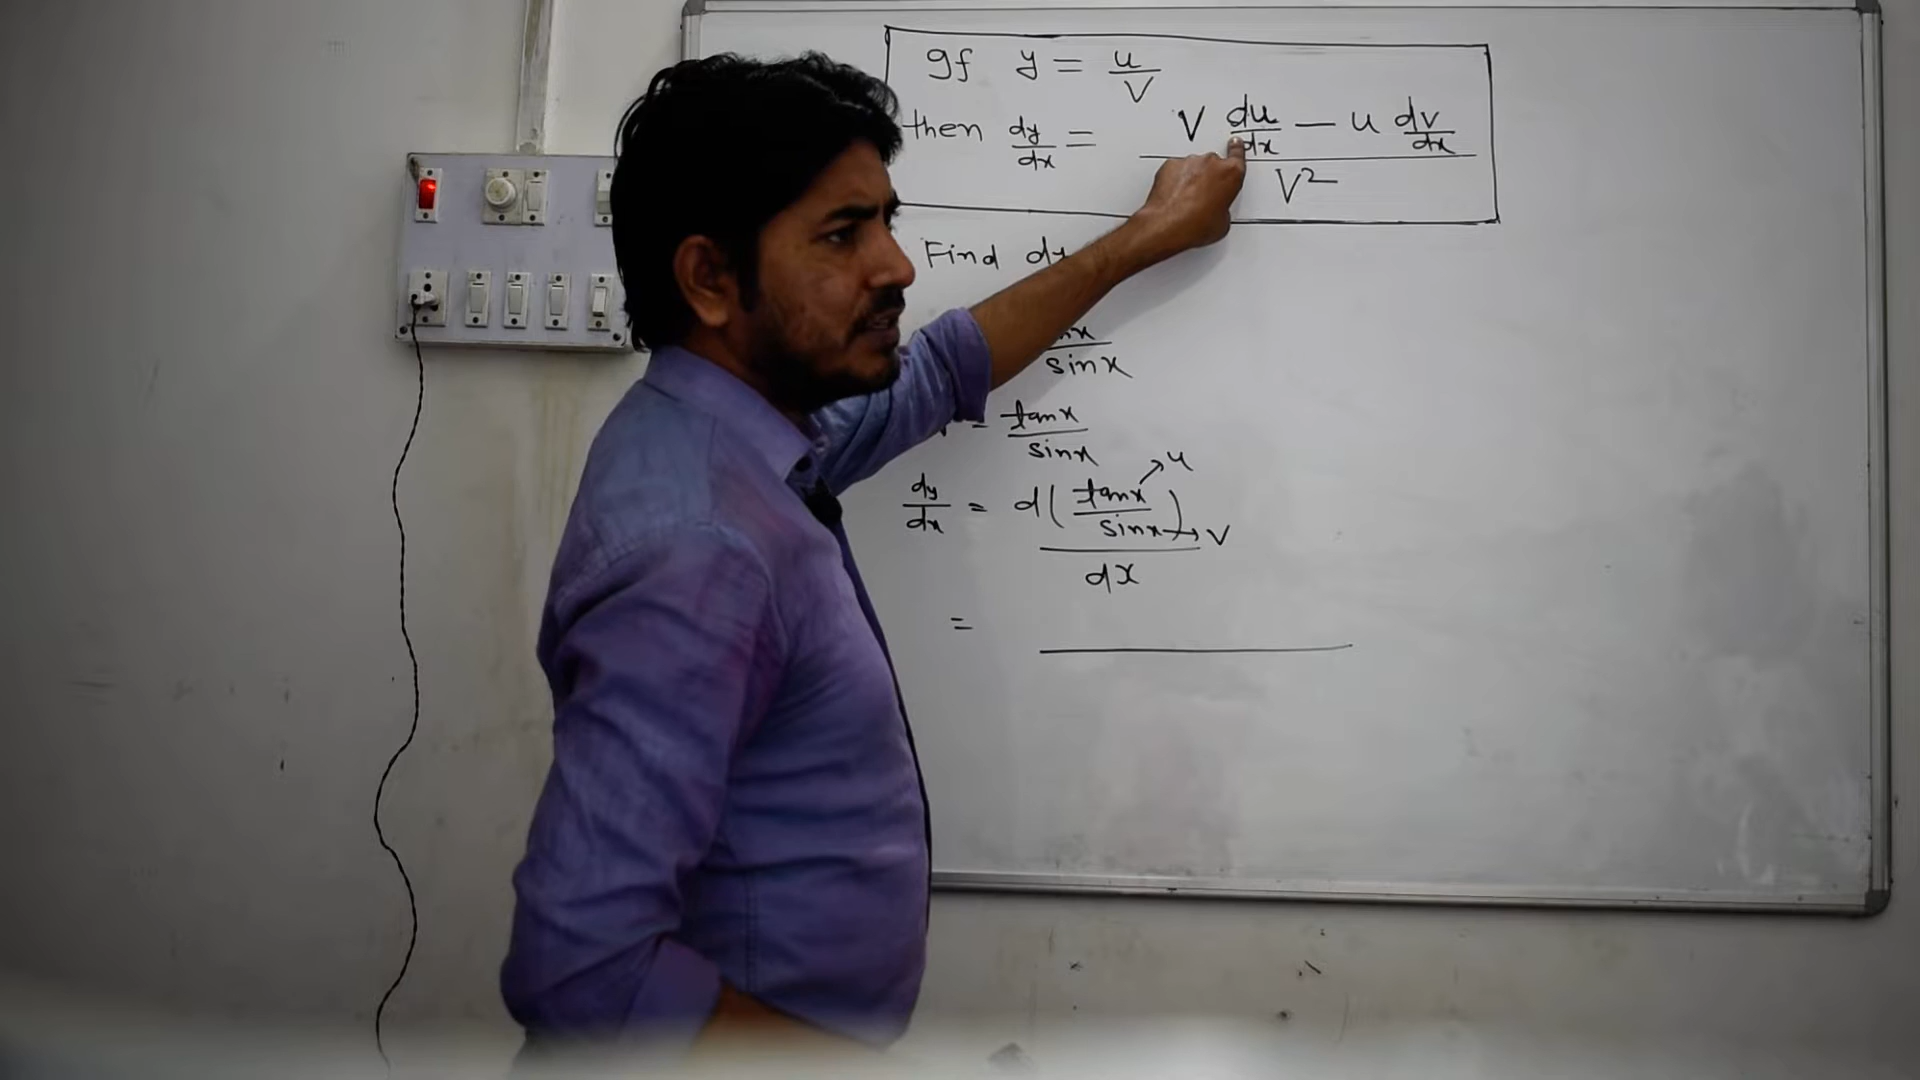 If y = u/V
then dy/dx = V du/dx — u dv/dx / V²
Find
sinx
= tanx/sinx
dy/dx = d(tanx/sinx)/dx → u → V
=